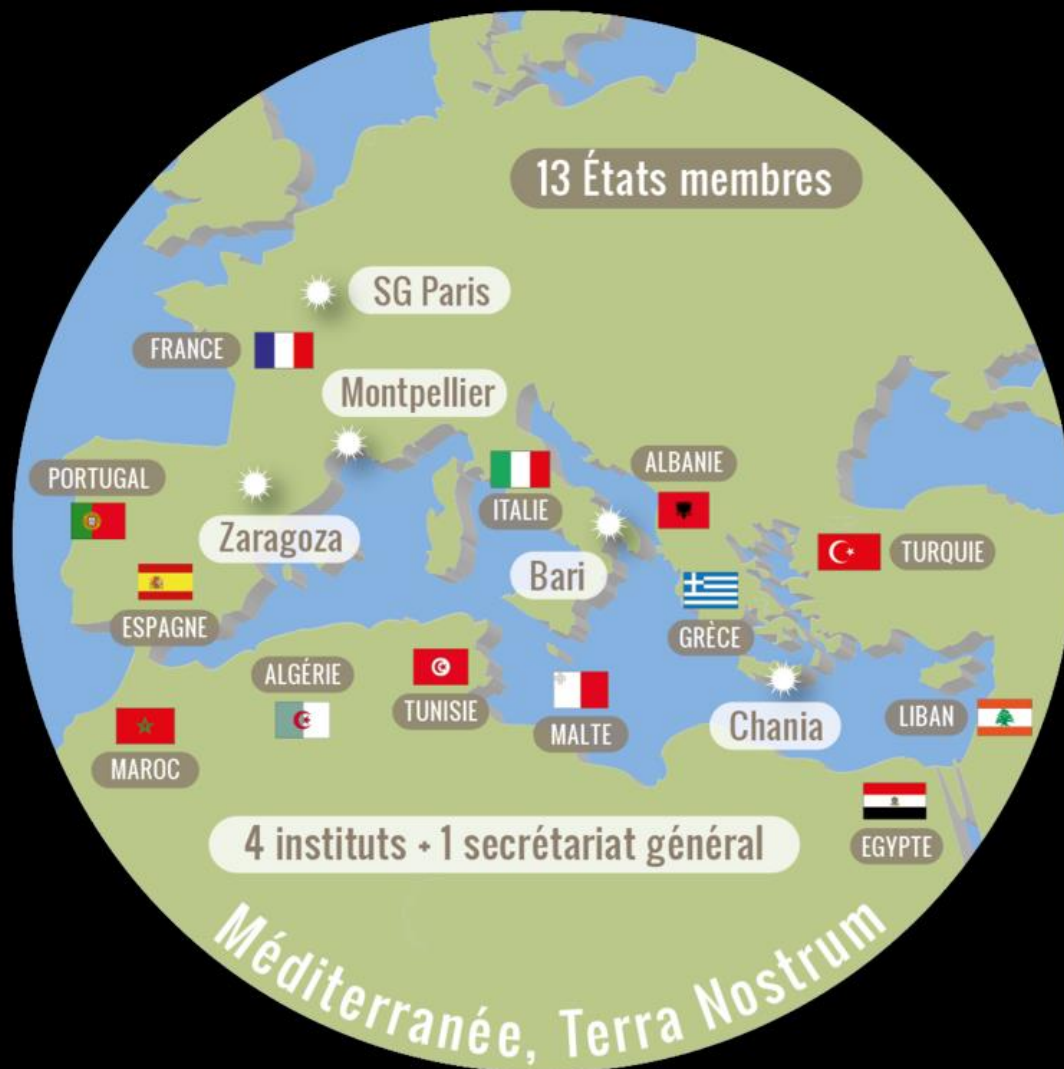 13 États membres
SG Paris
FRANCE
Montpellier
PORTUGAL
Zaragoza
ESPAGNE
ITALIE
ALBANIE
Bari
TURQUIE
GRÈCE
ALGÉRIE
TUNISIE
MALTE
Chania
LIBAN
MAROC
EGYPTE
4 instituts + 1 secrétariat général
Méditerranée, Terra Nostrum